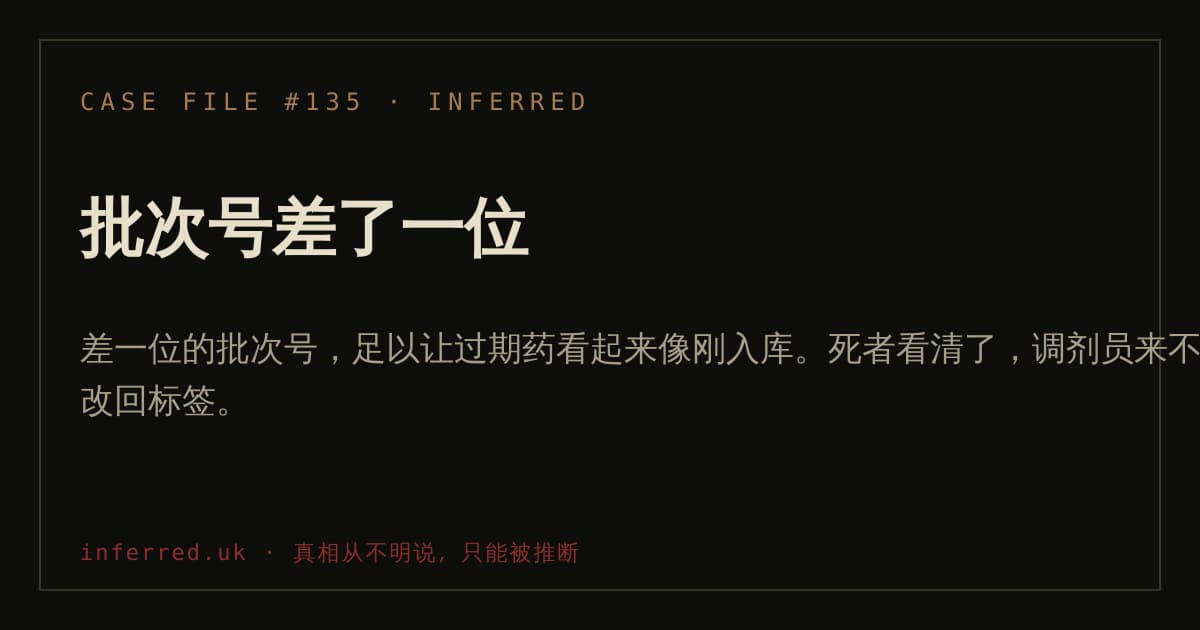 CASE FILE #135 · INFERRED
批次号差了一位
差一位的批次号，足以让过期药看起来像刚入库。死者看清了，调剂员来不
改回标签。
inferred.uk · 真相从不明说，只能被推断